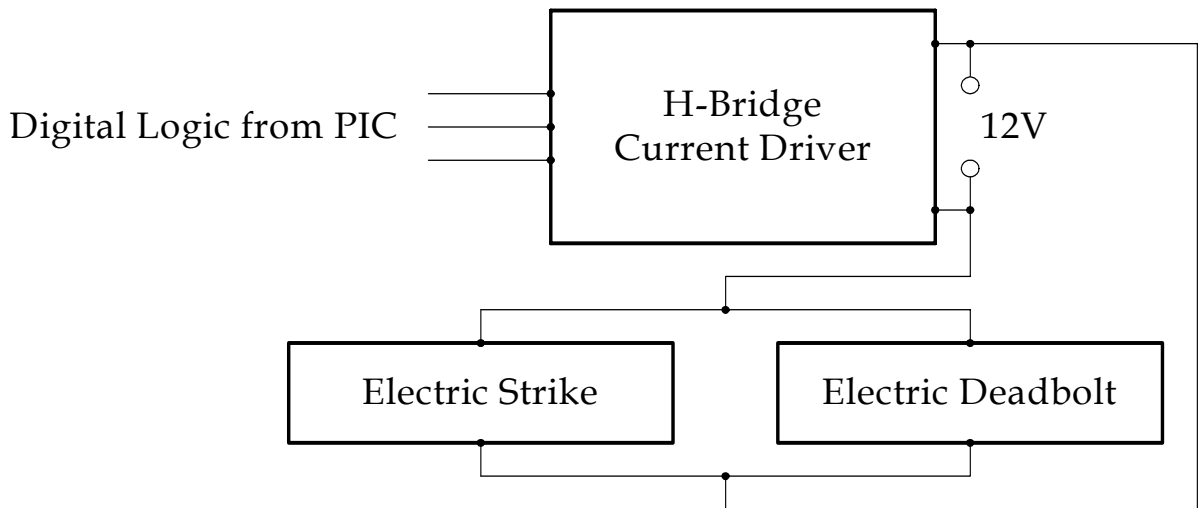 Digital Logic from PIC
H-Bridge
Current Driver
12V
Electric Strike
Electric Deadbolt